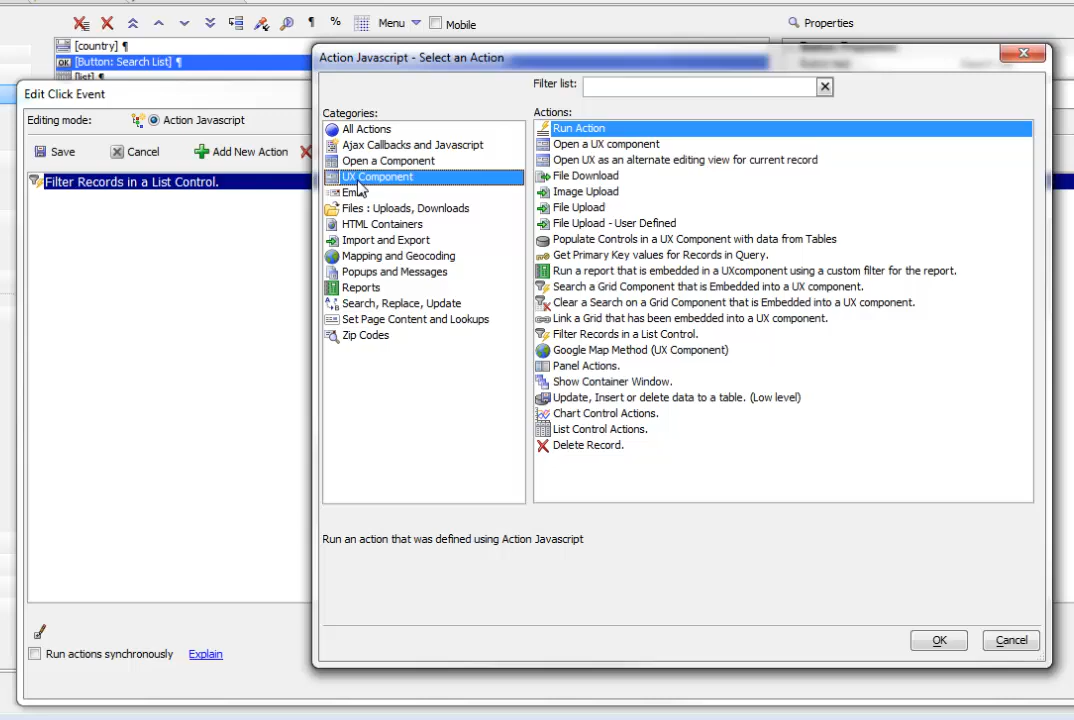 Menu
Mobile
Properties
[country] ¶
OK [Button: Search List] ¶
[list] ¶
Action Javascript - Select an Action
Edit Click Event
Filter list:
Editing mode:
Action Javascript
Save
Cancel
Add New Action
Filter Records in a List Control.
Categories:
All Actions
Ajax Callbacks and Javascript
Open a Component
UX Component
Email
Files : Uploads, Downloads
HTML Containers
Import and Export
Mapping and Geocoding
Popups and Messages
Reports
Search, Replace, Update
Set Page Content and Lookups
Zip Codes
Actions:
Run Action
Open a UX component
Open UX as an alternate editing view for current record
File Download
Image Upload
File Upload
File Upload - User Defined
Populate Controls in a UX Component with data from Tables
Get Primary Key values for Records in Query.
Run a report that is embedded in a UXcomponent using a custom filter for the report.
Search a Grid Component that is Embedded into a UX component.
Clear a Search on a Grid Component that is Embedded into a UX component.
Link a Grid that has been embedded into a UX component.
Filter Records in a List Control.
Google Map Method (UX Component)
Panel Actions.
Show Container Window.
Update, Insert or delete data to a table. (Low level)
Chart Control Actions.
List Control Actions.
Delete Record.
Run an action that was defined using Action Javascript
OK
Cancel
Run actions synchronously
Explain